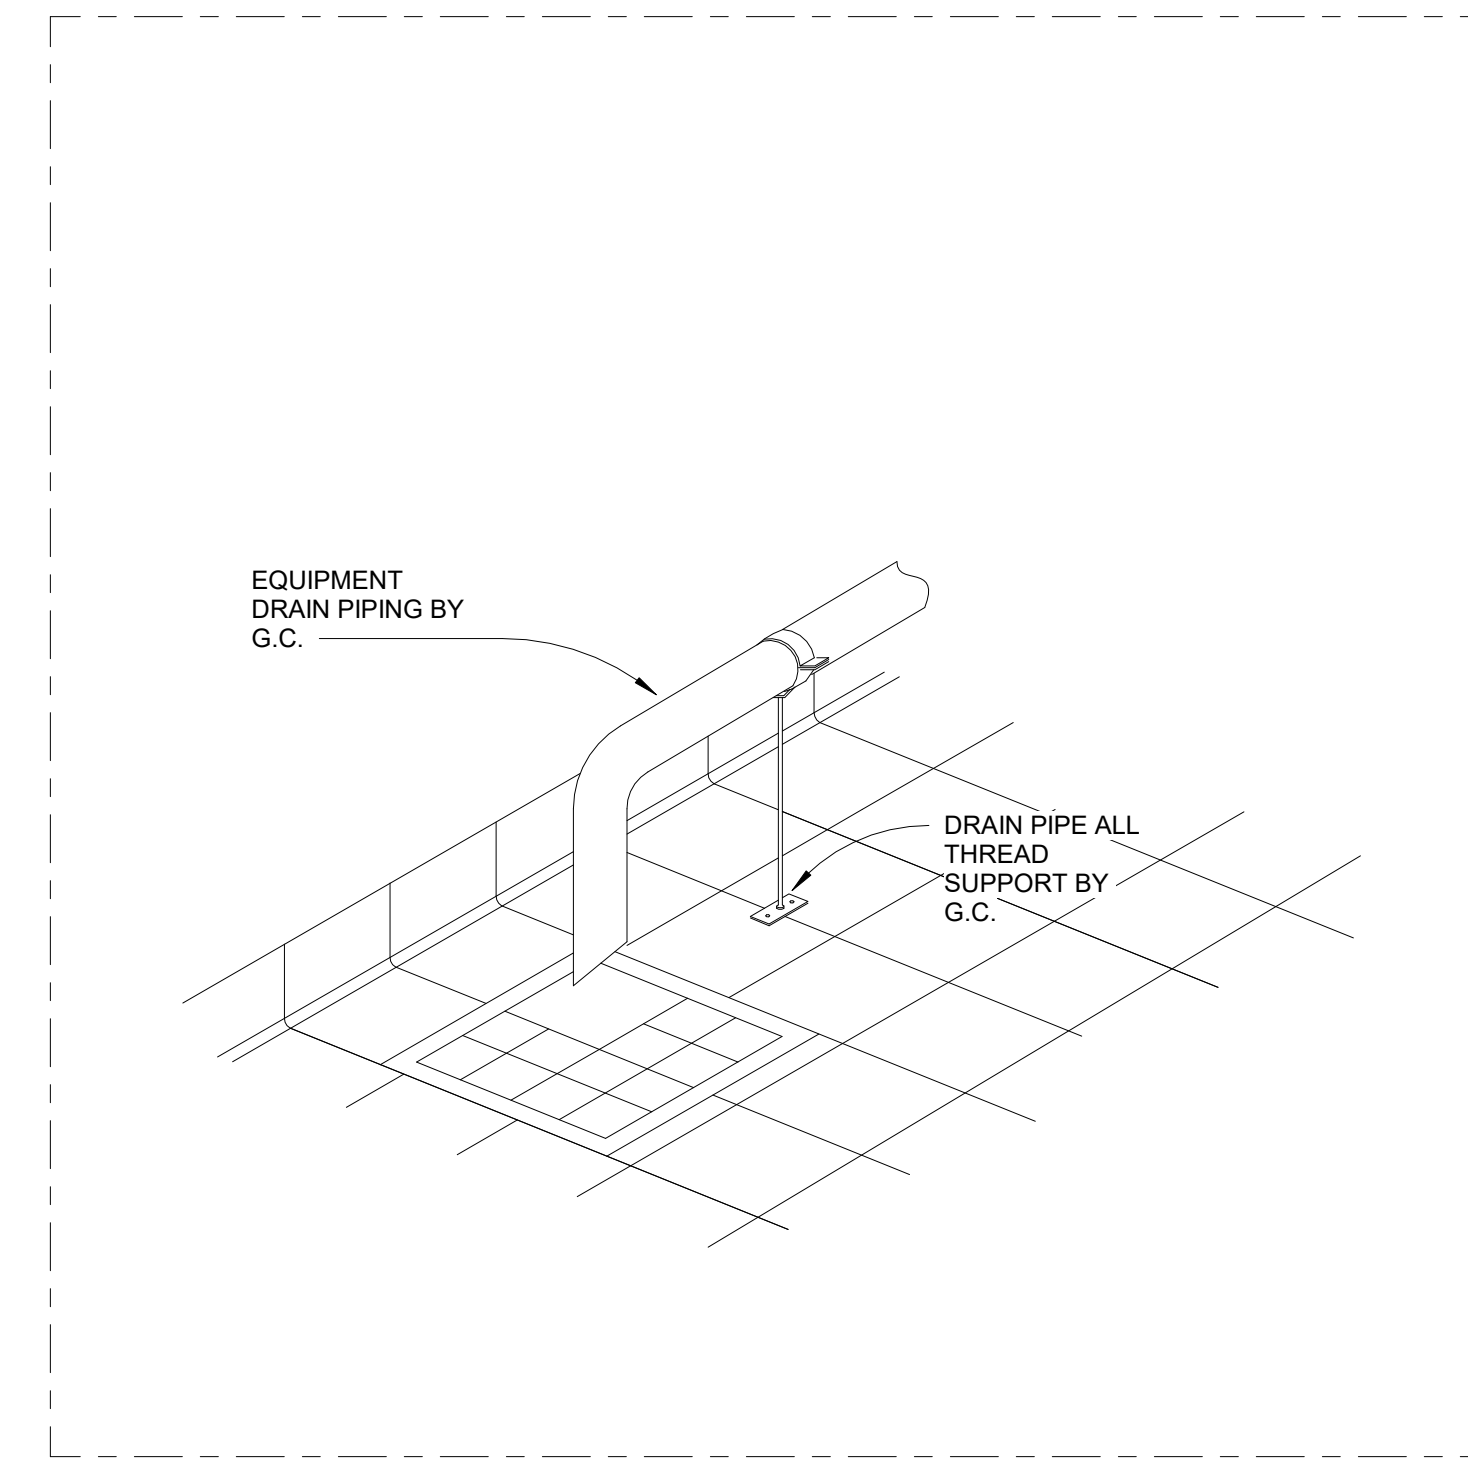 EQUIPMENT
DRAIN PIPING BY
G.C.
DRAIN PIPE ALL
THREAD
SUPPORT BY
G.C.